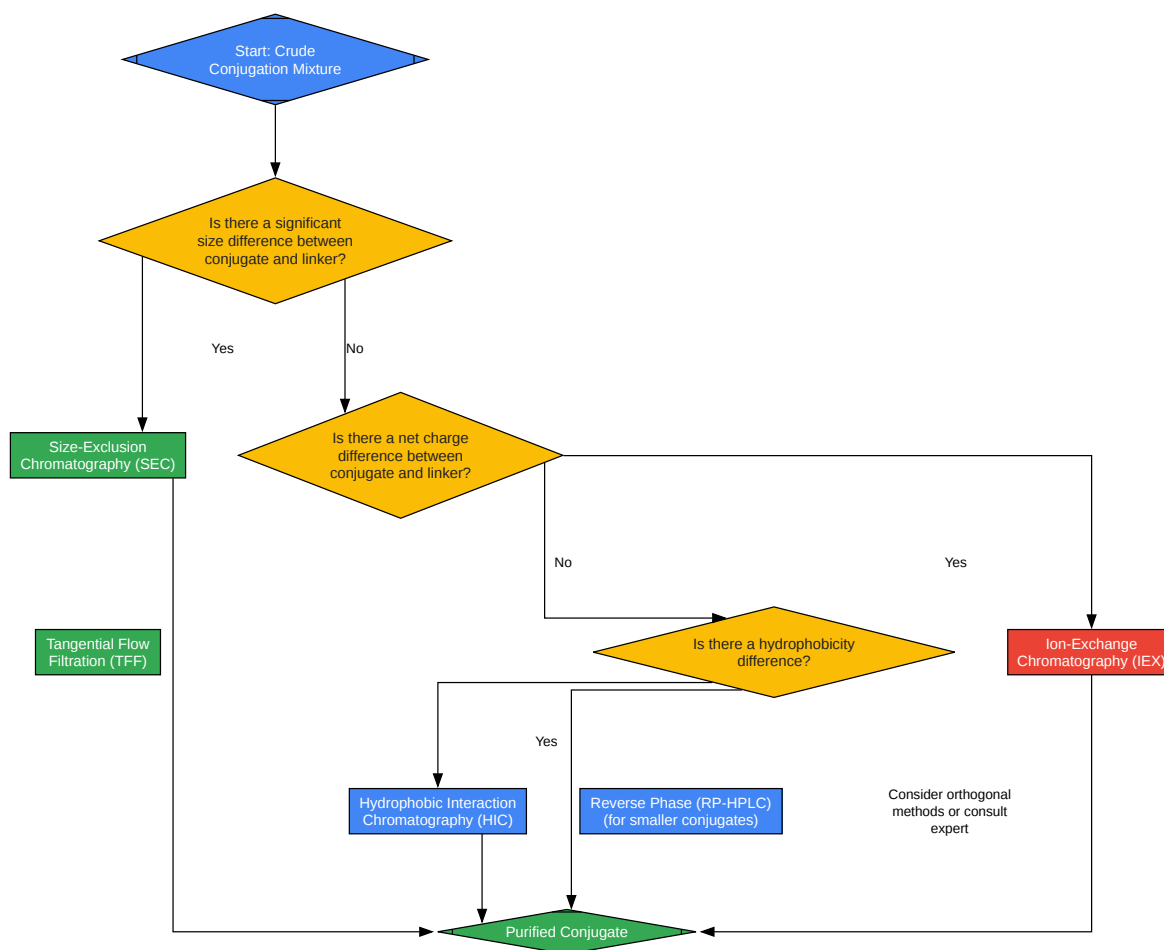 Start: Crude
Conjugation Mixture
Is there a significant
size difference between
conjugate and linker?
Yes
No
Size-Exclusion
Chromatography (SEC)
Is there a net charge
difference between
conjugate and linker?
No
Yes
Tangential Flow
Filtration (TFF)
Is there a hydrophobicity
difference?
Ion-Exchange
Chromatography (IEX)
Yes
Hydrophobic Interaction
Chromatography (HIC)
Reverse Phase (RP-HPLC)
(for smaller conjugates)
Consider orthogonal
methods or consult
expert
Purified Conjugate